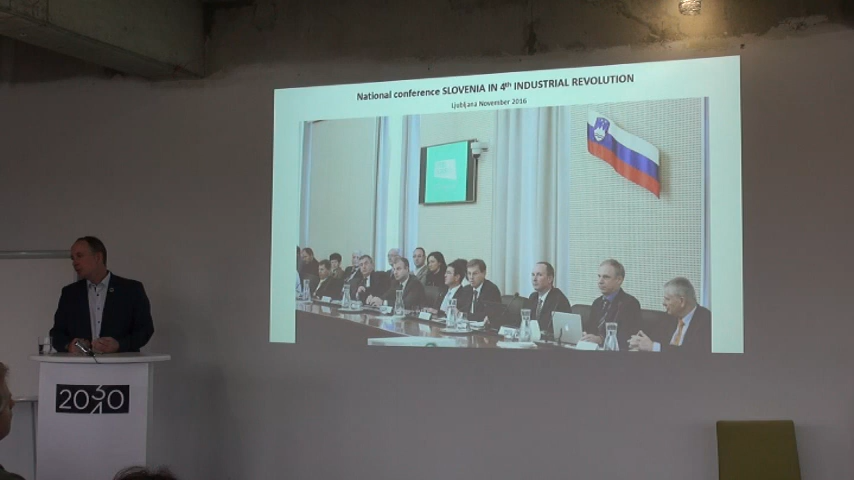 National conference SLOVENIA IN 4th INDUSTRIAL REVOLUTION
Ljubljana November 2016
2030